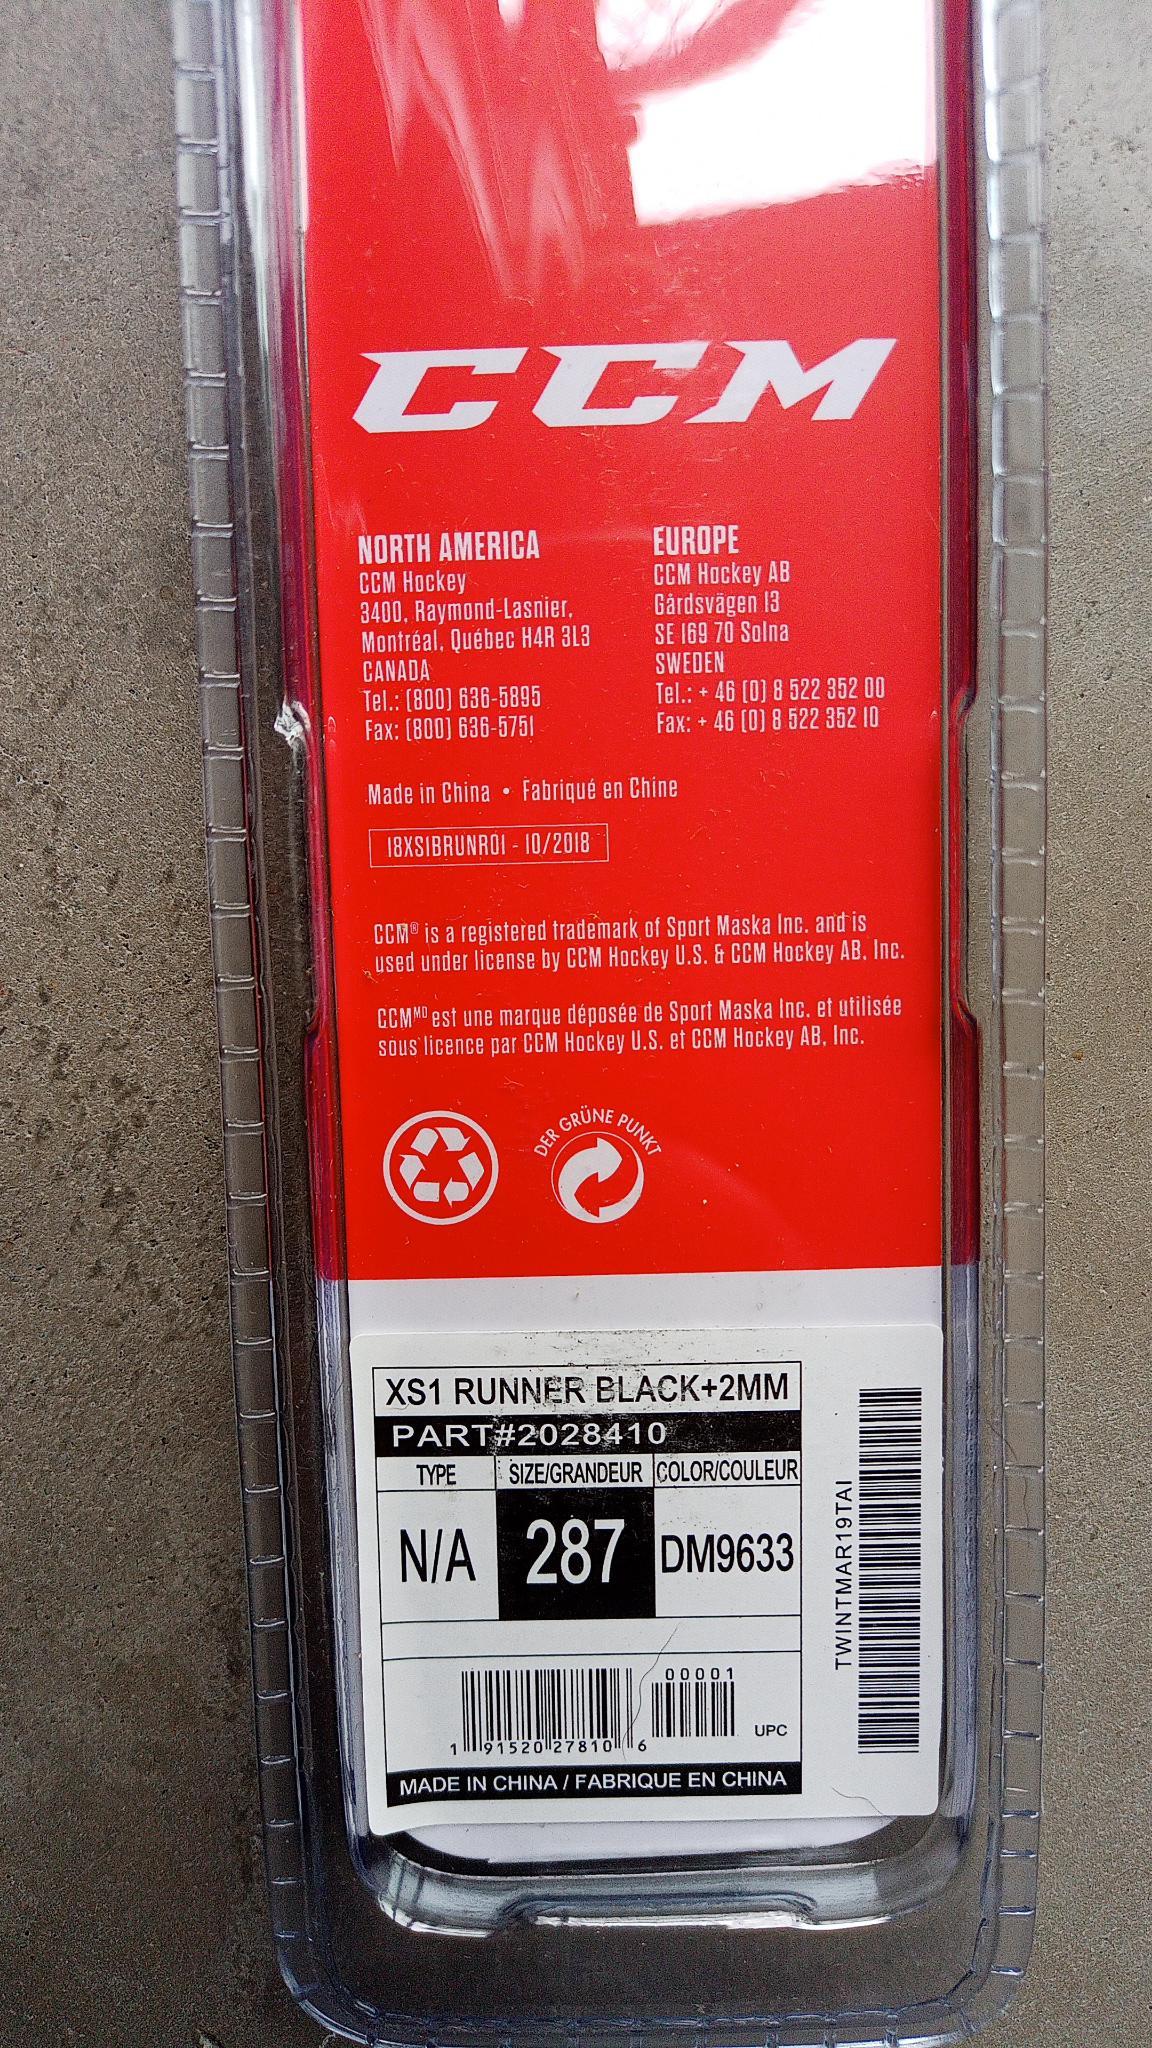 CCM
NORTH AMERICA
CCM Hockey
3400, Raymond-Lasnier,
Montréal, Québec H4R 3L3
CANADA
Tel.: (800) 636-5895
Fax: (800) 636-5751
EUROPE
CCM Hockey AB
Gårdsvägen 13
SE 169 70 Solna
SWEDEN
Tel.: + 46 (0) 8 522 352 00
Fax: + 46 (0) 8 522 352 10
Made in China • Fabriqué en Chine
18XS1BRUNR01 - 10/2018
CCM® is a registered trademark of Sport Maska Inc. and is
used under license by CCM Hockey U.S. & CCM Hockey AB, Inc.
CCMᴹᴰ est une marque déposée de Sport Maska Inc. et utilisée
sous licence par CCM Hockey U.S. et CCM Hockey AB, Inc.
DER GRÜNE PUNKT
XS1 RUNNER BLACK+2MM
PART#2028410
TYPE SIZE/GRANDEUR COLOR/COULEUR
N/A 287 DM9633
00001
1 91520 27810 6 UPC
MADE IN CHINA / FABRIQUE EN CHINA
TWINTMAR19TAI